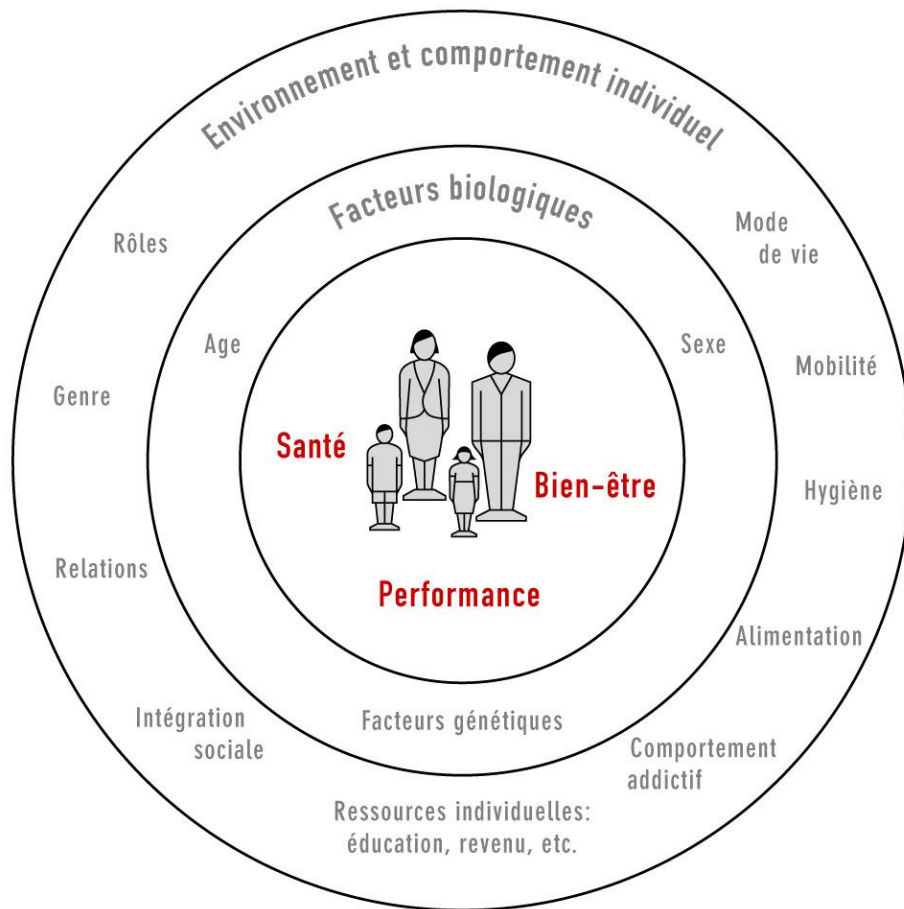 Environnement et comportement individuel
Facteurs biologiques
Rôles
Mode
de vie
Age
Sexe
Mobilité
Genre
Santé
Bien-être
Hygiène
Relations
Performance
Alimentation
Intégration
sociale
Facteurs génétiques
Comportement
addictif
Ressources individuelles:
éducation, revenu, etc.